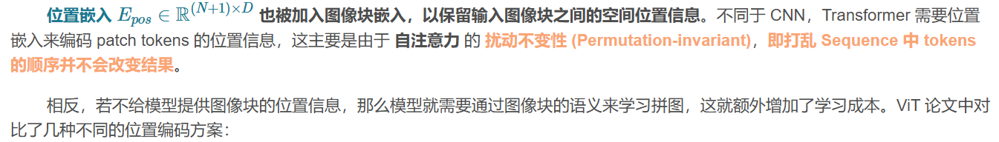 位置嵌入 $E_{pos} \in \mathbb{R}^{(N+1)\times D}$ 也被加入图像块嵌入，以保留输入图像块之间的空间位置信息。不同于 CNN，Transformer 需要位置
嵌入来编码 patch tokens 的位置信息，这主要是由于 自注意力 的 扰动不变性 (Permutation-invariant)，即打乱 Sequence 中 tokens
的顺序并不会改变结果。
相反，若不给模型提供图像块的位置信息，那么模型就需要通过图像块的语义来学习拼图，这就额外增加了学习成本。ViT 论文中对
比了几种不同的位置编码方案：